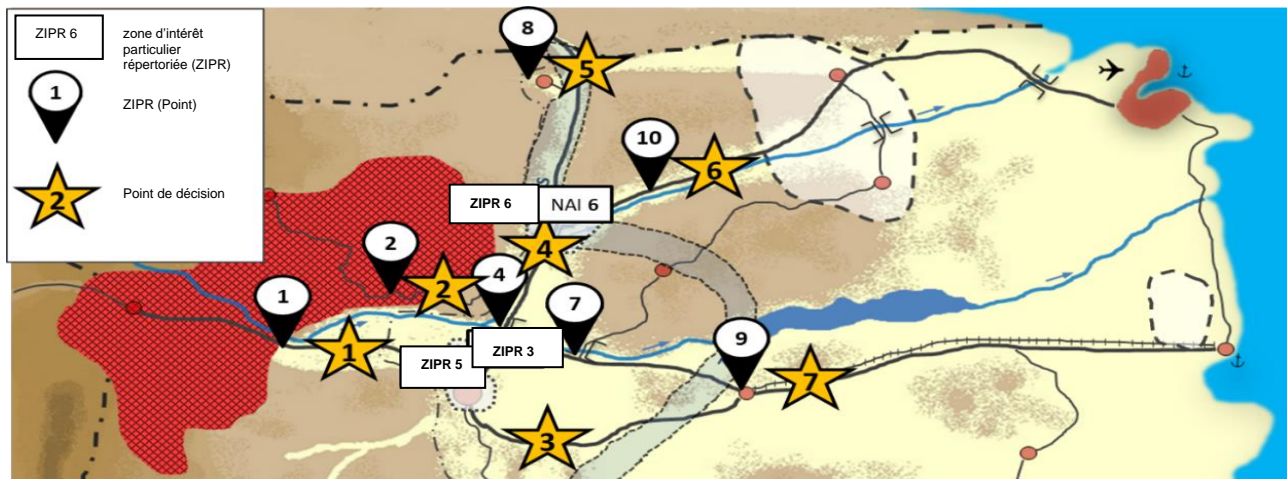 ZIPR 6
zone d'intérêt
particulier
répertoriée (ZIPR)
1
ZIPR (Point)
2
Point de décision
8
5
10
6
ZIPR 6
NAI 6
S
2
4
2
4
1
7
1
ZIPR 3
ZIPR 5
9
7
3